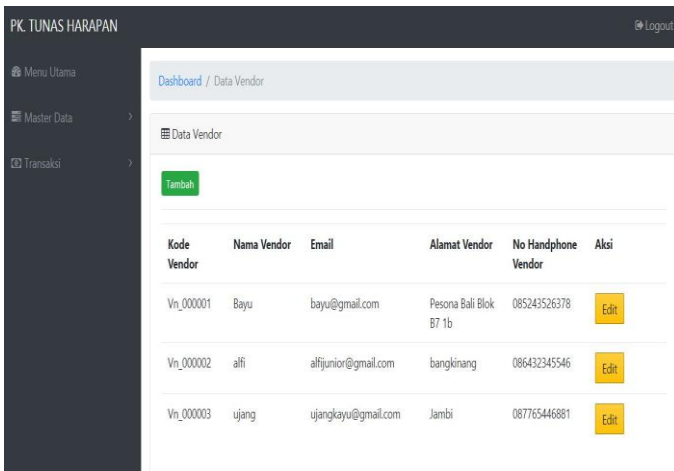 PK. TUNAS HARAPAN
Logout
Menu Utama
Master Data
Transaksi
Dashboard / Data Vendor
Data Vendor
Tambah
Kode Vendor Nama Vendor Email Alamat Vendor No Handphone Vendor Aksi
Vn_000001 Bayu bayu@gmail.com Pesona Bali Blok B7 1b 085243526378 Edit
Vn_000002 alfi alfijunior@gmail.com bangkinang 086432345546 Edit
Vn_000003 ujang ujangkayu@gmail.com Jambi 087765446881 Edit